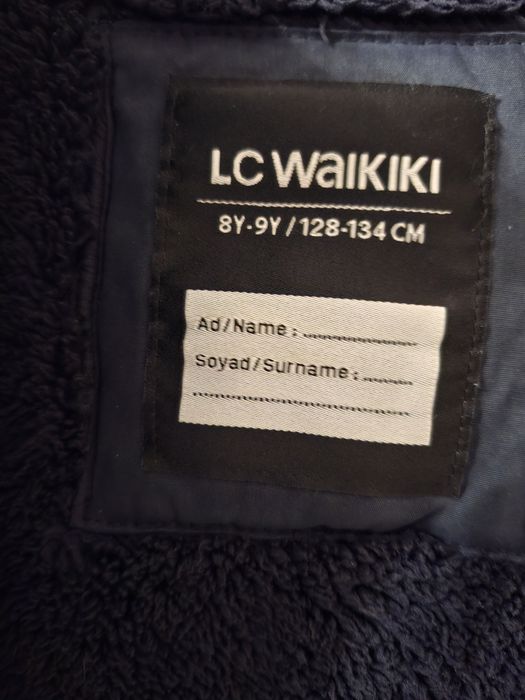 LC WAIKIKI
8Y-9Y / 128-134 CM
Ad/Name : ....................
Soyad/Surname : .........
.......................................